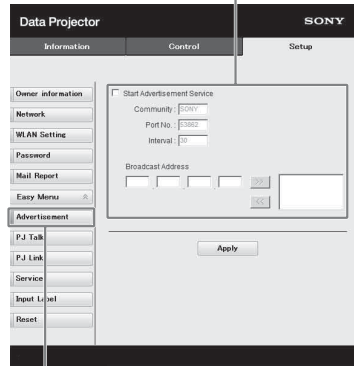 Data Projector
SONY
Information
Control
Setup
Owner information
Network
WLAN Setting
Password
Mail Report
Easy Menu
Advertisement
PJ Talk
PJ Link
Service
Input Label
Reset
Start Advertisement Service
Community: SONY
Port No.: 53862
Interval: 30
Broadcast Address
>>
<<
Apply